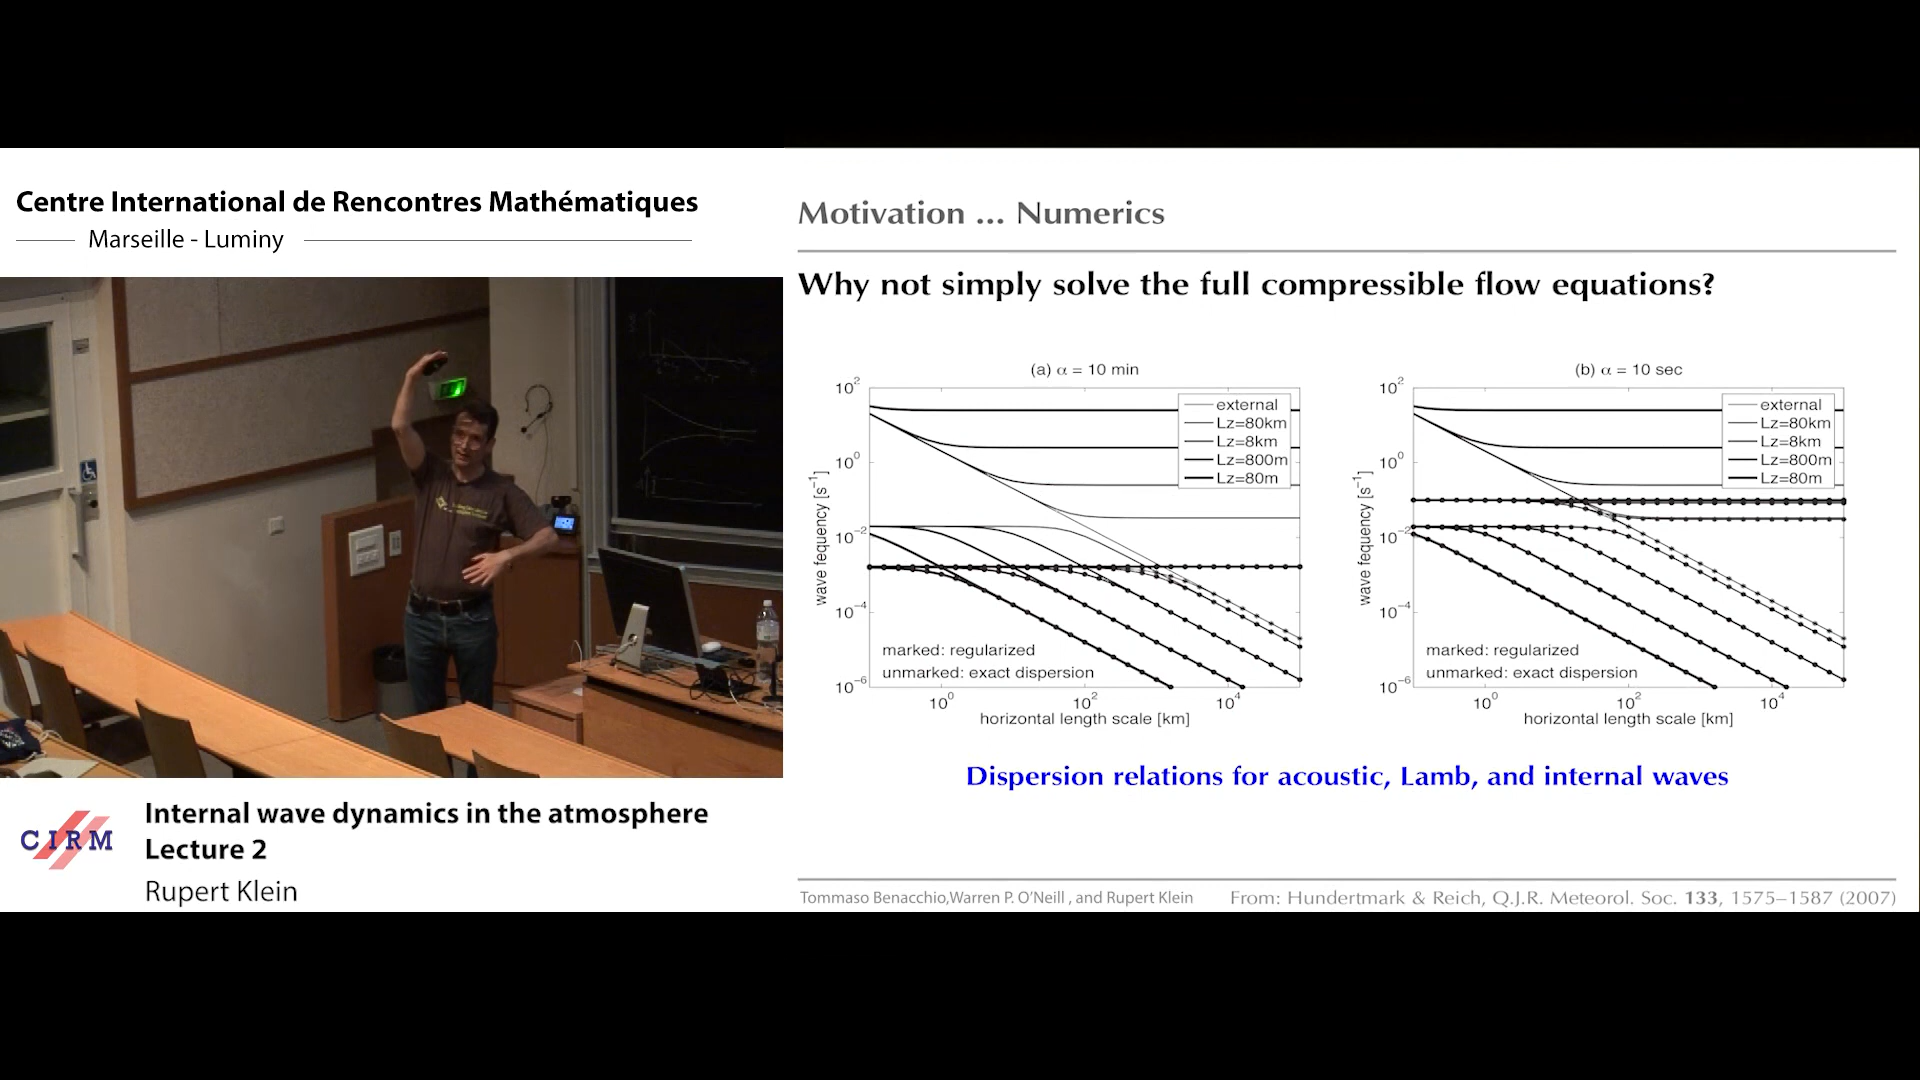 Centre International de Rencontres Mathématiques
Marseille - Luminy
CIRM
Internal wave dynamics in the atmosphere
Lecture 2
Rupert Klein
Motivation ... Numerics
Why not simply solve the full compressible flow equations?
(a) α = 10 min
10^2
10^0
10^-2
10^-4
10^-6
wave fequency [s^-1]
external
Lz=80km
Lz=8km
Lz=800m
Lz=80m
marked: regularized
unmarked: exact dispersion
10^0 10^2 10^4
horizontal length scale [km]
(b) α = 10 sec
10^2
10^0
10^-2
10^-4
10^-6
wave fequency [s^-1]
external
Lz=80km
Lz=8km
Lz=800m
Lz=80m
marked: regularized
unmarked: exact dispersion
10^0 10^2 10^4
horizontal length scale [km]
Dispersion relations for acoustic, Lamb, and internal waves
Tommaso Benacchio,Warren P. O'Neill , and Rupert Klein
From: Hundertmark & Reich, Q.J.R. Meteorol. Soc. 133, 1575–1587 (2007)